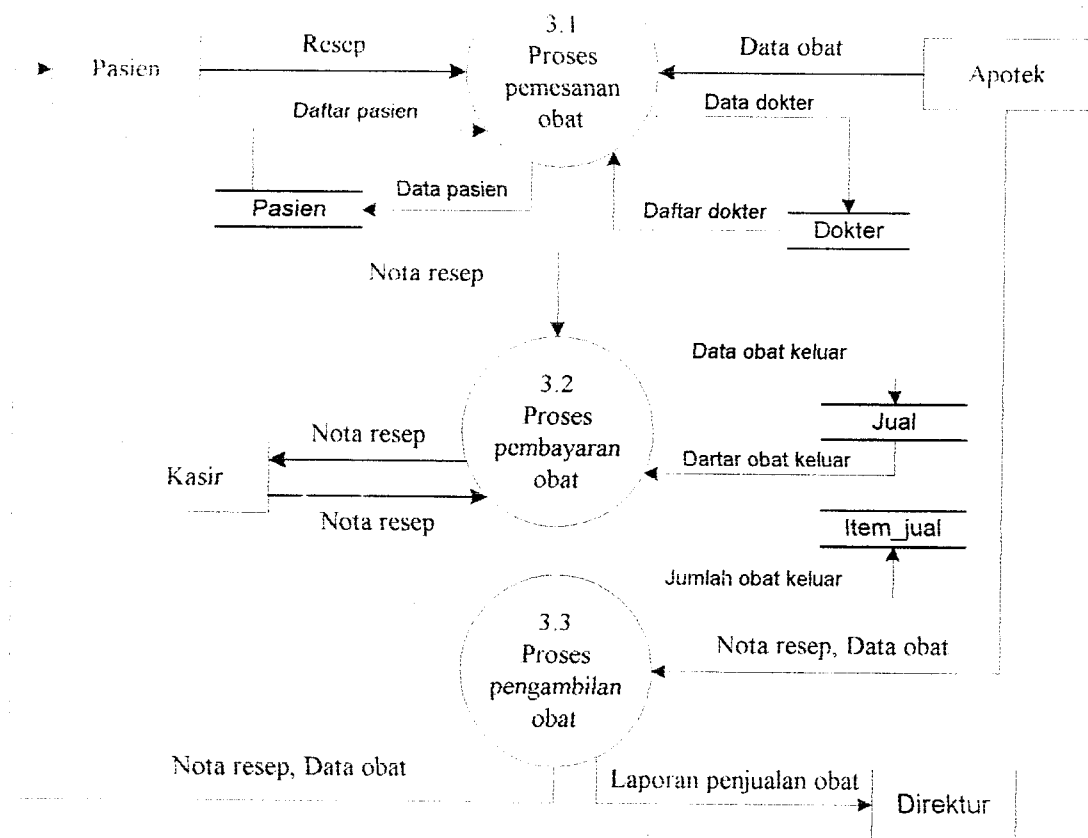 3.1
Proses
pemesanan
obat
Resep
Data obat
Pasien
Apotek
Daftar pasien
Data dokter
Data pasien
Pasien
Daftar dokter
Dokter
Nota resep
Data obat keluar
3.2
Proses
pembayaran
obat
Jual
Nota resep
Dartar obat keluar
Kasir
Nota resep
Item_jual
Jumlah obat keluar
3.3
Proses
pengambilan
obat
Nota resep, Data obat
Nota resep, Data obat
Laporan penjualan obat
Direktur